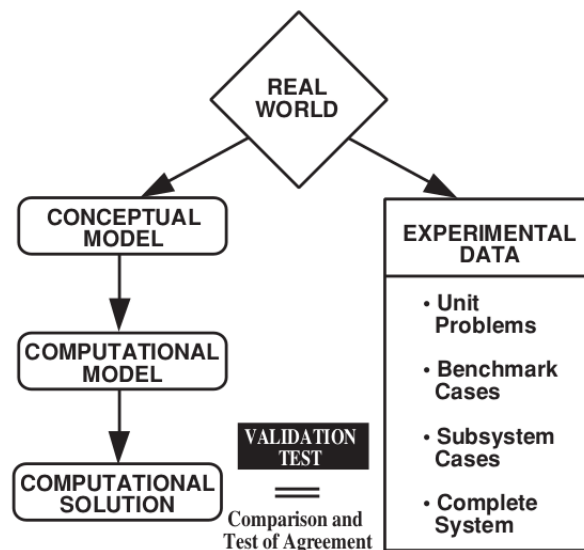 REAL
WORLD
CONCEPTUAL
MODEL
COMPUTATIONAL
MODEL
COMPUTATIONAL
SOLUTION
VALIDATION
TEST
Comparison and
Test of Agreement
EXPERIMENTAL
DATA
• Unit
Problems
• Benchmark
Cases
• Subsystem
Cases
• Complete
System